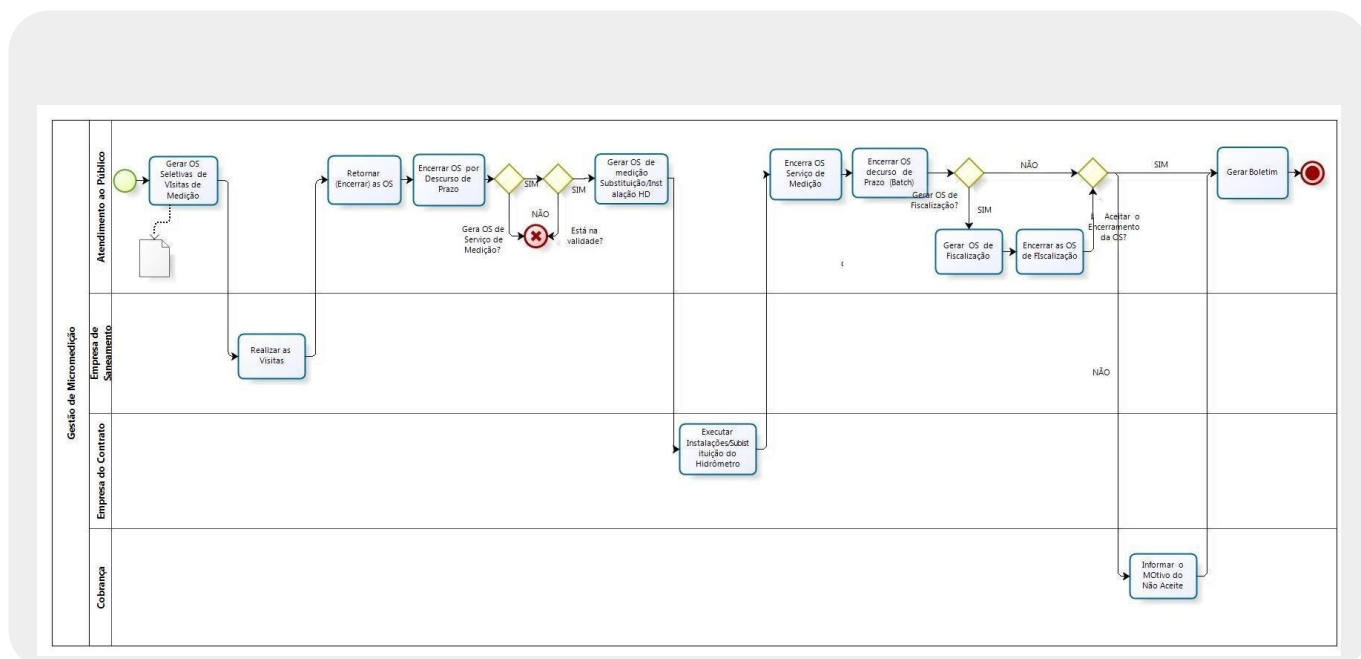 Gestão de Micromedição
Atendimento ao Público
Gerar OS
Seletivas de
VIsitas de
Medição
Retornar
(Encerrar) as OS
Encerrar OS por
Descurso de
Prazo
SIM
SIM
NÃO
Gera OS de
Serviço de
Medição?
Está na
validade?
Gerar OS de
medição
Substituição/Inst
alação HD
Encerra OS
Serviço de
Medição
Encerrar OS
decurso de
Prazo (Batch)
Gerar OS de
Fiscalização?
NÃO
SIM
Gerar OS de
Fiscalização
Encerrar as OS
de FIscalização
Aceitar o
Encerramento
da OS?
SIM
Gerar Boletim
Empresa de
Saneamento
Realizar as
Visitas
NÃO
Empresa do Contrato
Executar
Instalações/Subist
ituição do
Hidrômetro
Cobrança
Informar o
MOtivo do
Não Aceite